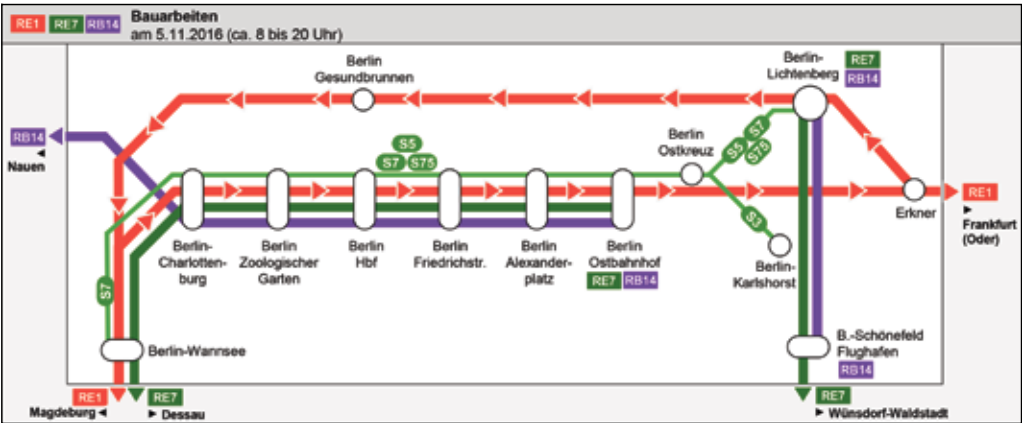 RE1 RE7 RB14 Bauarbeiten
am 5.11.2016 (ca. 8 bis 20 Uhr)
Berlin
Gesundbrunnen
Berlin-
Lichtenberg
RE7
RB14
RB14
Nauen
S5
S7 S75
Berlin
Ostkreuz
S7
S5
S75
S3
RE1
Frankfurt
(Oder)
Erkner
Berlin-
Charlotten-
burg
Berlin
Zoologischer
Garten
Berlin
Hbf
Berlin
Friedrichstr.
Berlin
Alexander-
platz
Berlin
Ostbahnhof
RE7 RB14
Berlin-
Karlshorst
S7
Berlin-Wannsee
B.-Schönefeld
Flughafen
RB14
RE1
Magdeburg
RE7
Dessau
RE7
Wünsdorf-Waldstadt